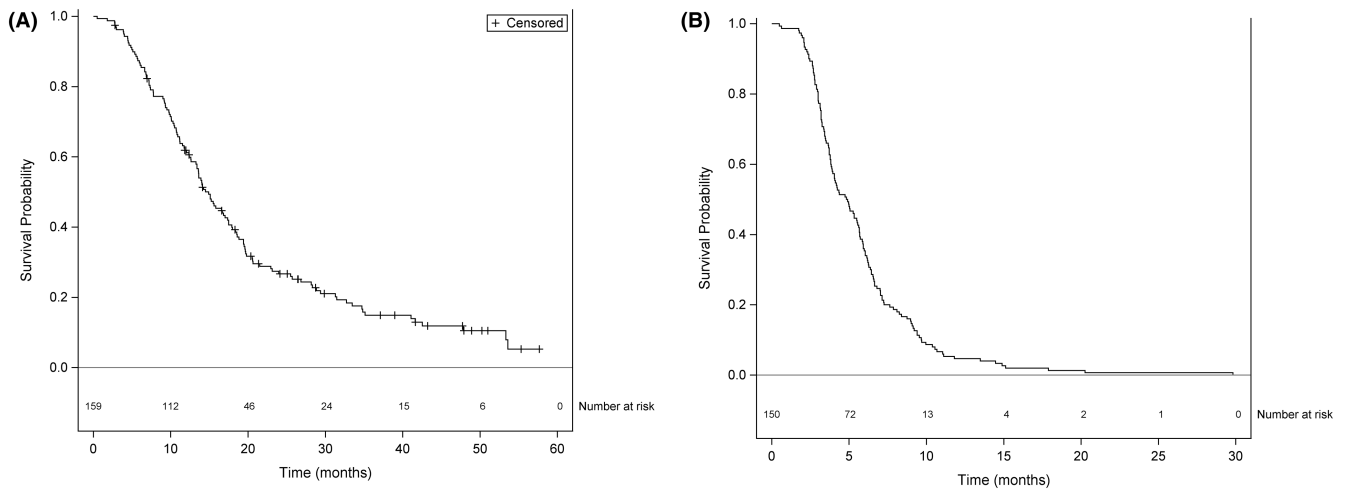 (A)
+ Censored
Survival Probability
1.0
0.8
0.6
0.4
0.2
0.0
159 112 46 24 15 6 0 Number at risk
0 10 20 30 40 50 60
Time (months)
(B)
Survival Probability
1.0
0.8
0.6
0.4
0.2
0.0
150 72 13 4 2 1 0 Number at risk
0 5 10 15 20 25 30
Time (months)